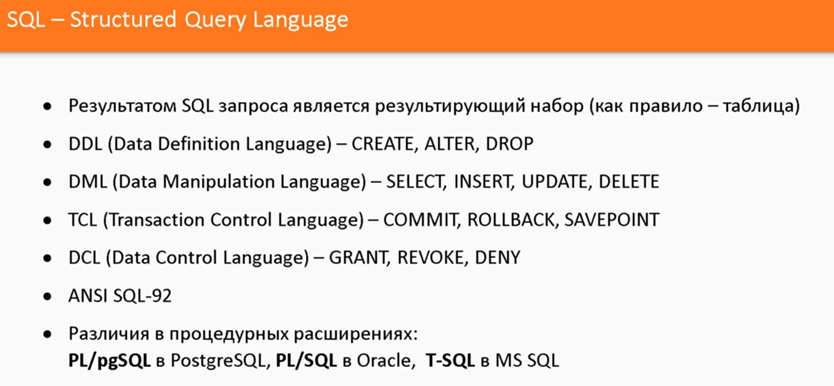 SQL – Structured Query Language
• Результатом SQL запроса является результирующий набор (как правило – таблица)
• DDL (Data Definition Language) – CREATE, ALTER, DROP
• DML (Data Manipulation Language) – SELECT, INSERT, UPDATE, DELETE
• TCL (Transaction Control Language) – COMMIT, ROLLBACK, SAVEPOINT
• DCL (Data Control Language) – GRANT, REVOKE, DENY
• ANSI SQL-92
• Различия в процедурных расширениях:
PL/pgSQL в PostgreSQL, PL/SQL в Oracle, T-SQL в MS SQL